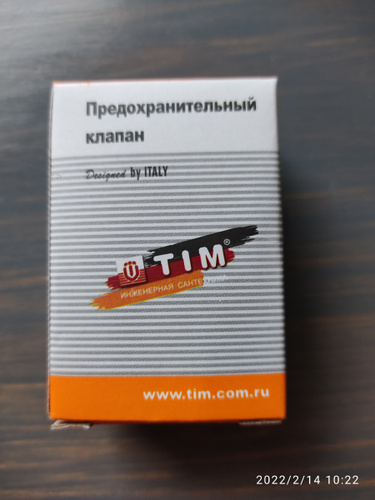 Предохранительный
клапан
Designed by ITALY
TIM®
ИНЖЕНЕРНАЯ САНТЕХНИКА
www.tim.com.ru
2022/2/14 10:22